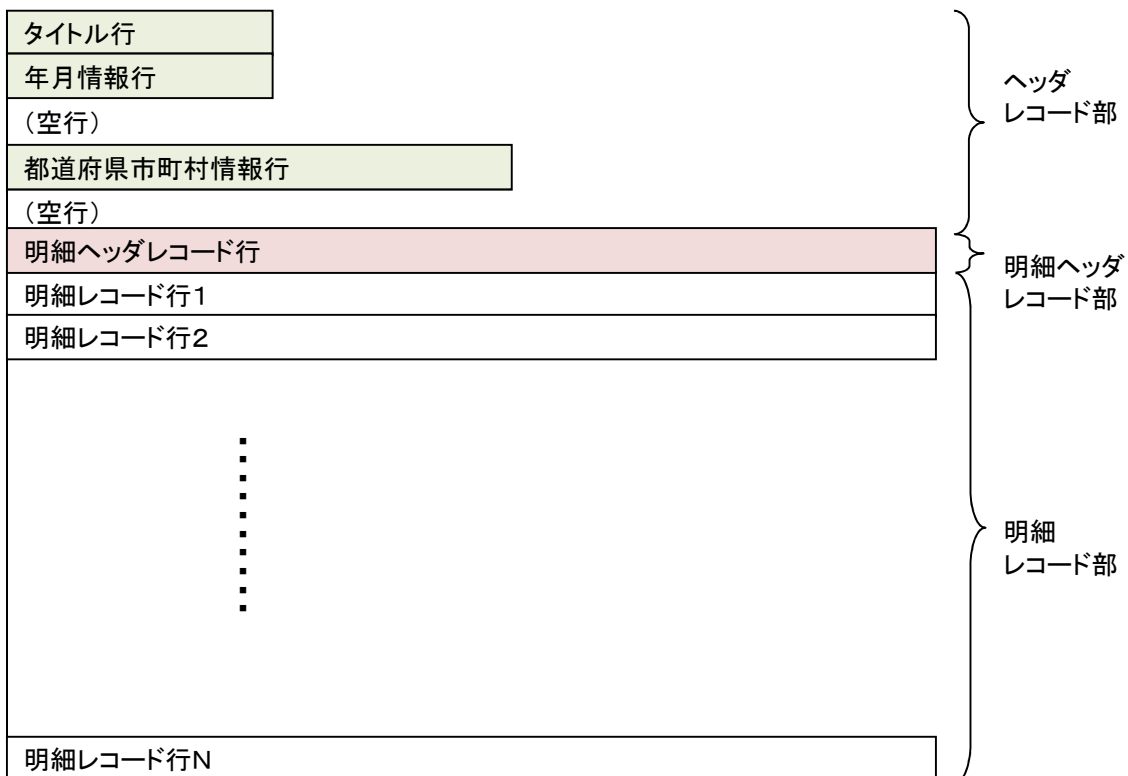 タイトル行
年月情報行
(空行)
都道府県市町村情報行
(空行)
明細ヘッダレコード行
明細レコード行1
明細レコード行2
明細レコード行N
ヘッダ
レコード部
明細ヘッダ
レコード部
明細
レコード部